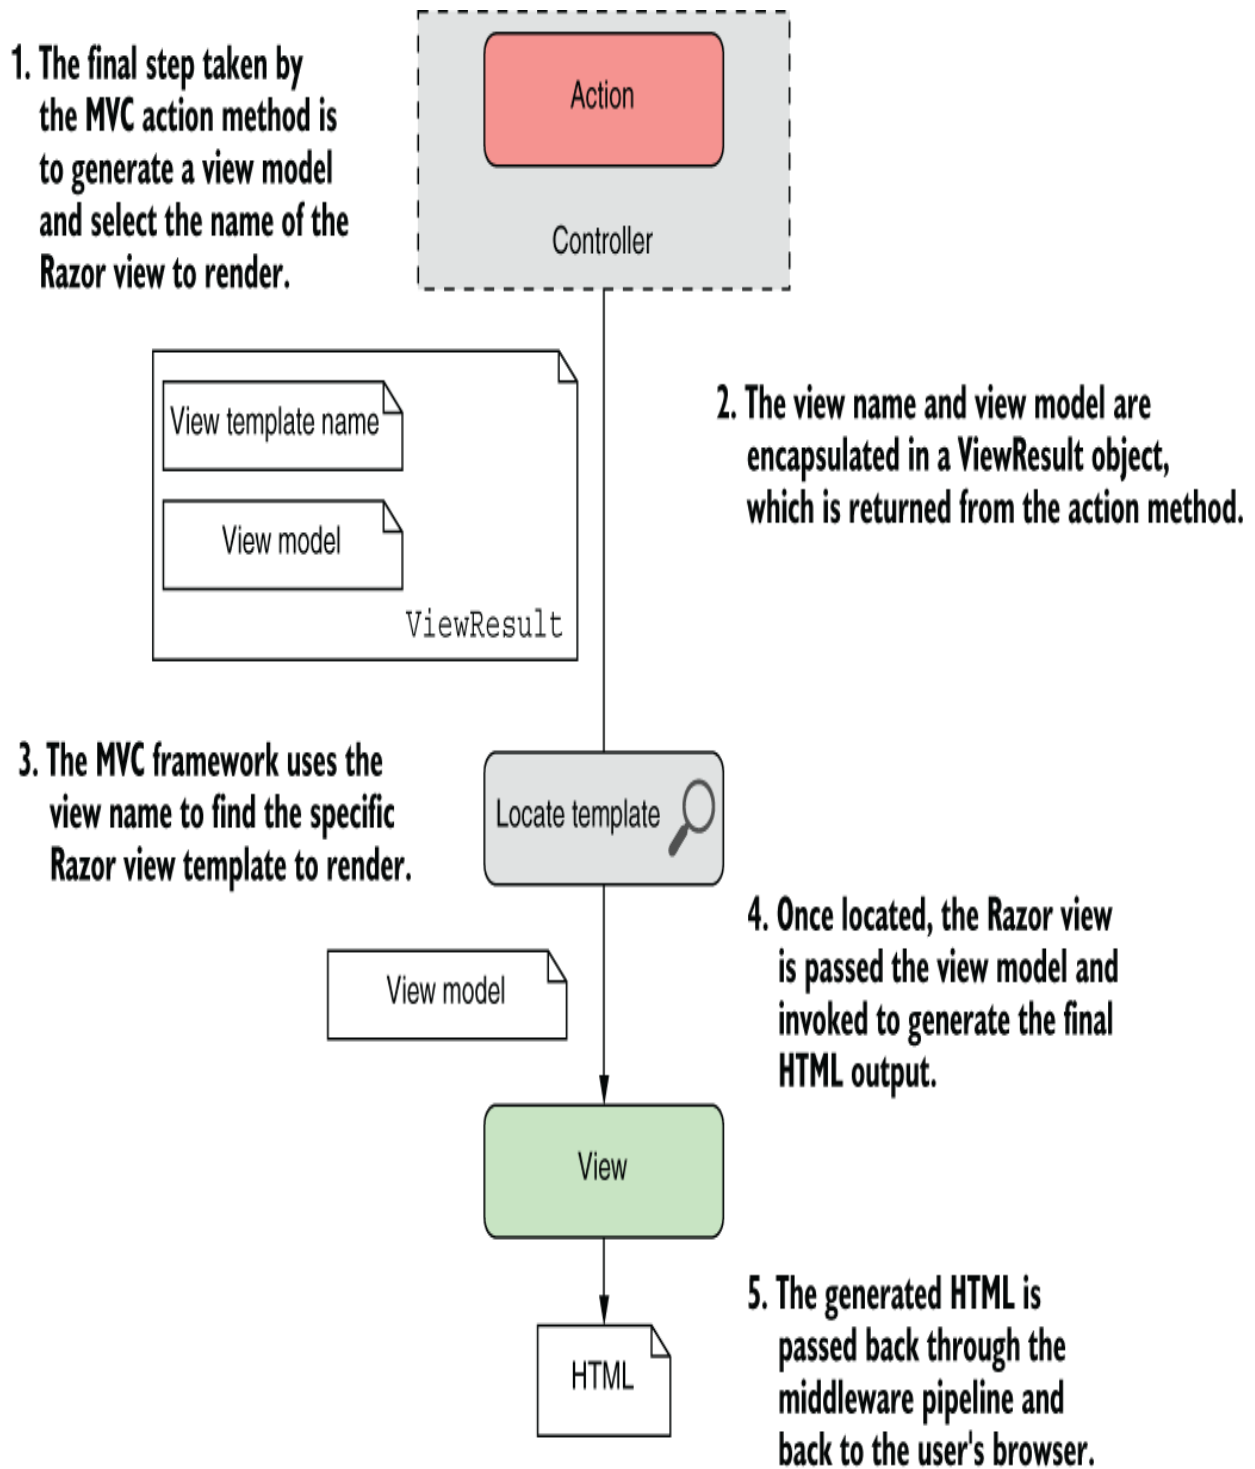 Action
Controller
1. The final step taken by
the MVC action method is
to generate a view model
and select the name of the
Razor view to render.
View template name
View model
ViewResult
2. The view name and view model are
encapsulated in a ViewResult object,
which is returned from the action method.
3. The MVC framework uses the
view name to find the specific
Razor view template to render.
Locate template
4. Once located, the Razor view
is passed the view model and
invoked to generate the final
HTML output.
View model
View
5. The generated HTML is
passed back through the
middleware pipeline and
back to the user's browser.
HTML